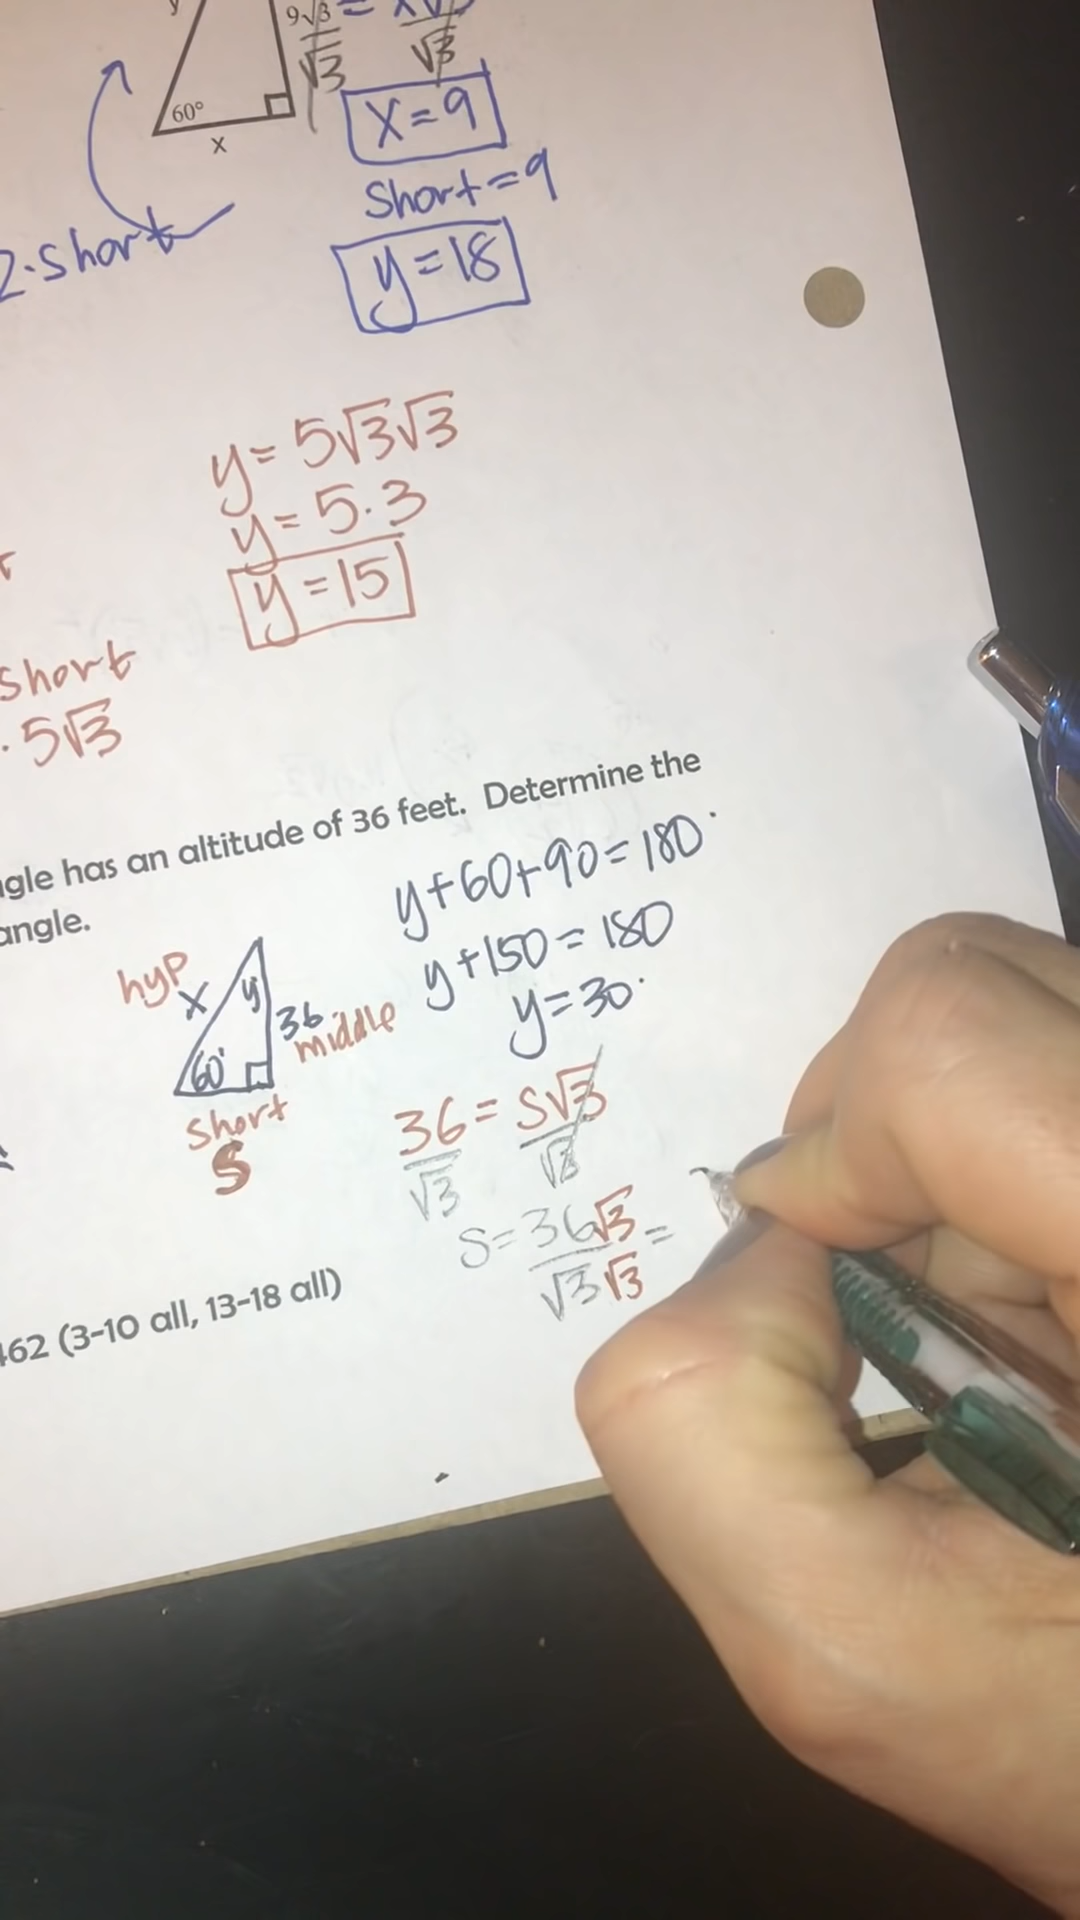 y
9√3 =
√3
√3
60°
x
x=9
Short=9
2·short
y=18
y=5√3√3
y=5·3
y=15
short
·5√3
gle has an altitude of 36 feet. Determine the
angle.
y+60+90=180
y+150=180
y=30
hyp
x
y
36
middle
60°
short
S
36 = S√3
√3 √3
S=36√3 =
√3√3
462 (3-10 all, 13-18 all)